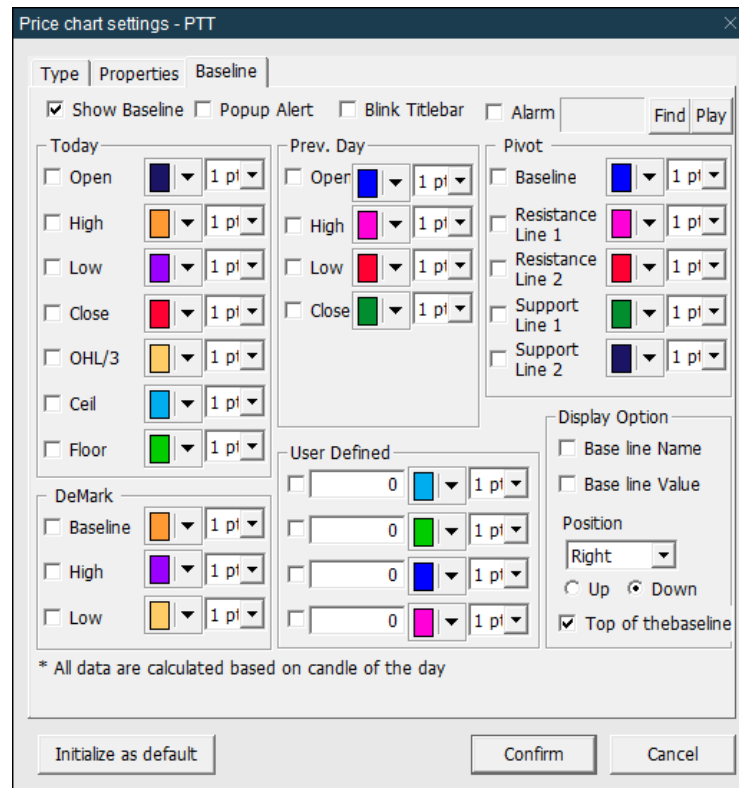 Price chart settings - PTT
Type Properties Baseline
Show Baseline Popup Alert Blink Titlebar Alarm Find Play
Today
Open 1 pt
High 1 pt
Low 1 pt
Close 1 pt
OHL/3 1 pt
Ceil 1 pt
Floor 1 pt
Prev. Day
Open 1 pt
High 1 pt
Low 1 pt
Close 1 pt
Pivot
Baseline 1 pt
Resistance
Line 1 1 pt
Resistance
Line 2 1 pt
Support
Line 1 1 pt
Support
Line 2 1 pt
DeMark
Baseline 1 pt
High 1 pt
Low 1 pt
User Defined
0 1 pt
0 1 pt
0 1 pt
0 1 pt
Display Option
Base line Name
Base line Value
Position
Right
Up Down
Top of thebaseline
* All data are calculated based on candle of the day
Initialize as default Confirm Cancel